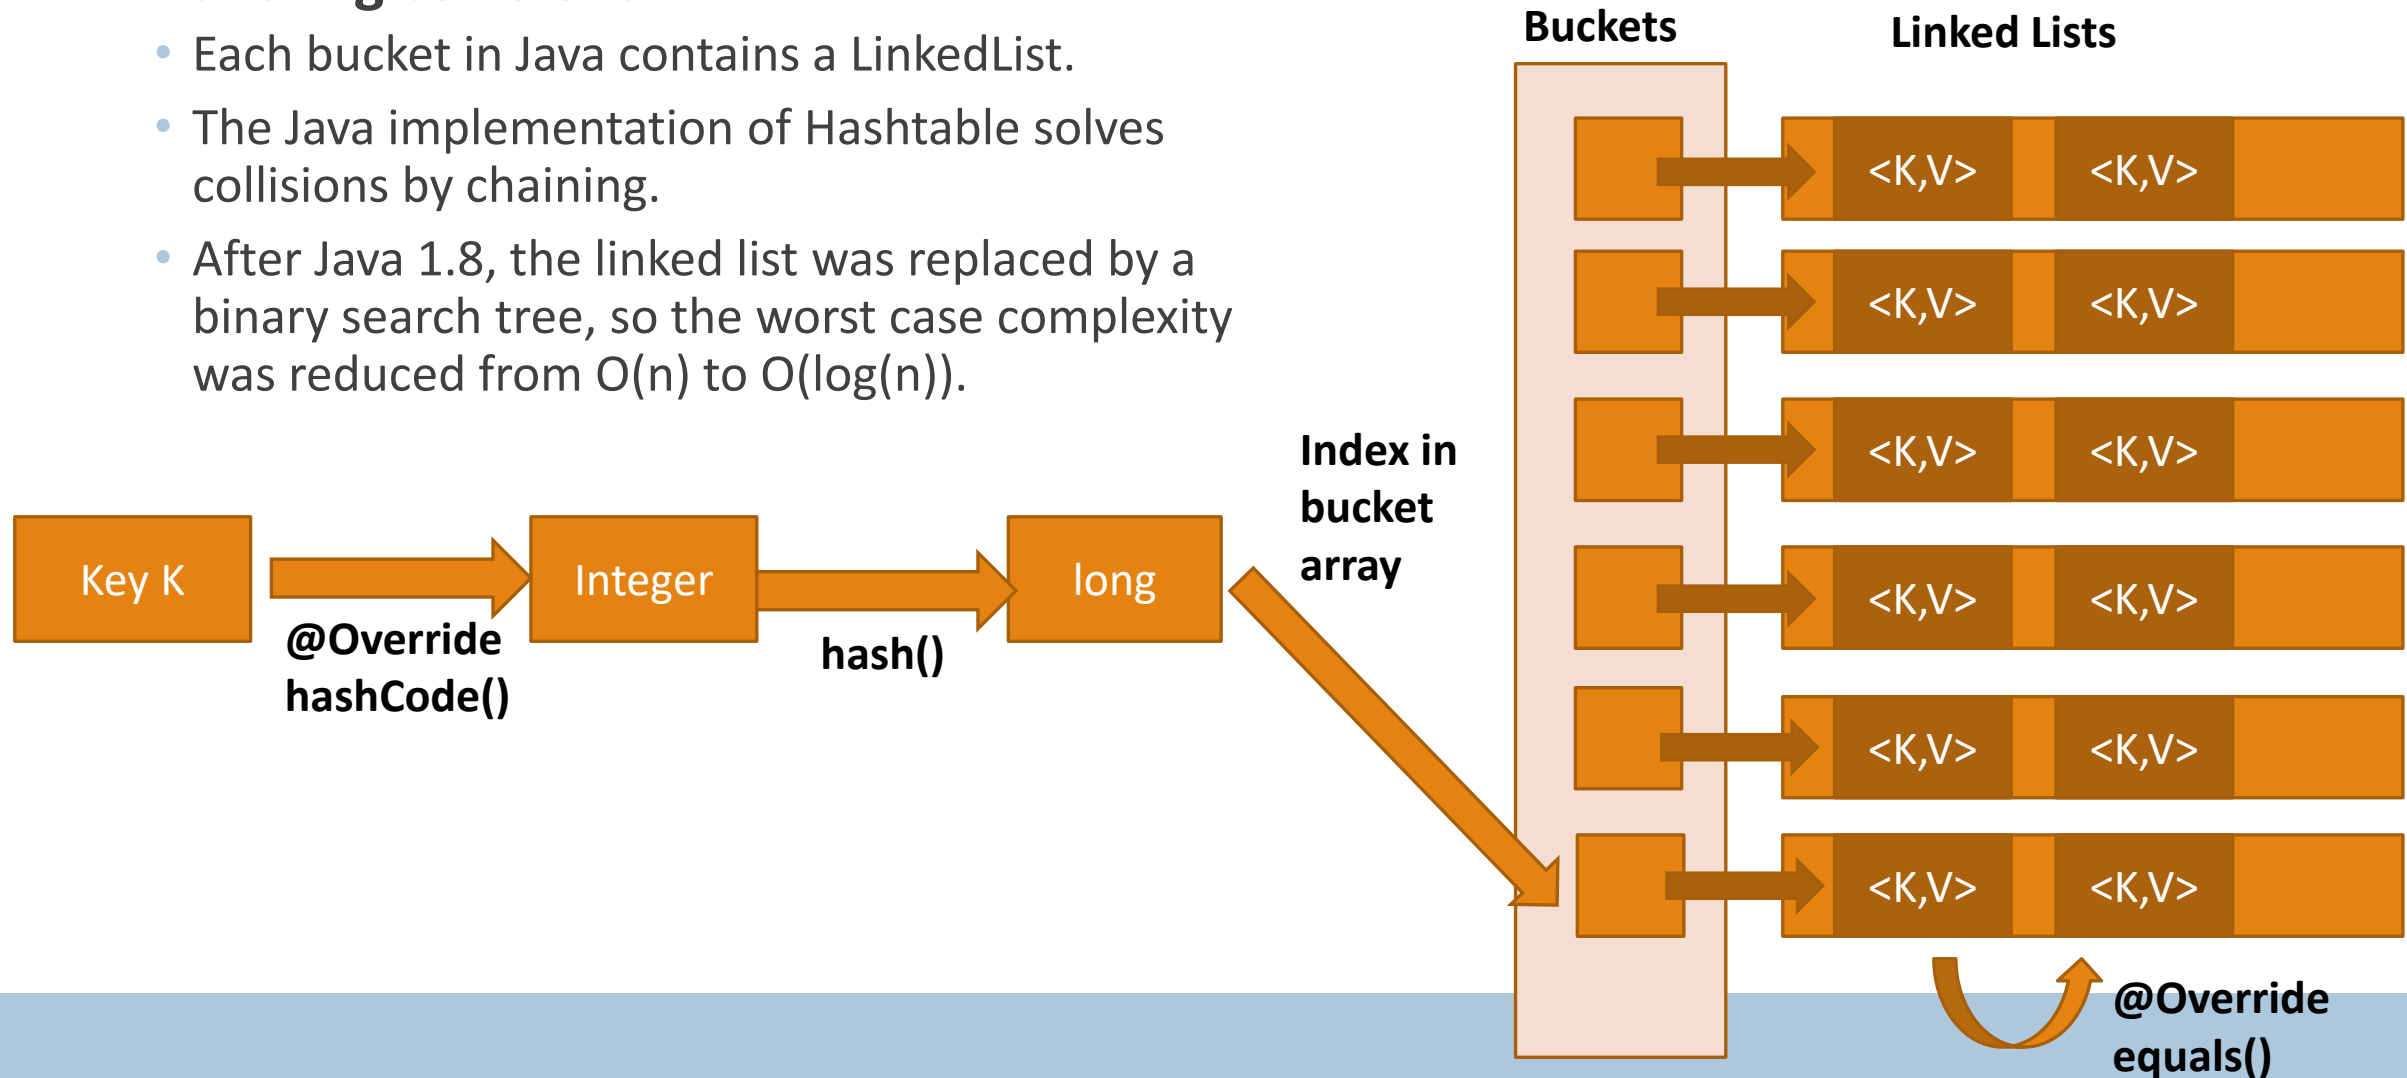 • Each bucket in Java contains a LinkedList.
• The Java implementation of Hashtable solves
collisions by chaining.
• After Java 1.8, the linked list was replaced by a
binary search tree, so the worst case complexity
was reduced from O(n) to O(log(n)).
Key K
@Override
hashCode()
Integer
hash()
long
Index in
bucket
array
Buckets
Linked Lists
<K,V> <K,V>
<K,V> <K,V>
<K,V> <K,V>
<K,V> <K,V>
<K,V> <K,V>
<K,V> <K,V>
@Override
equals()